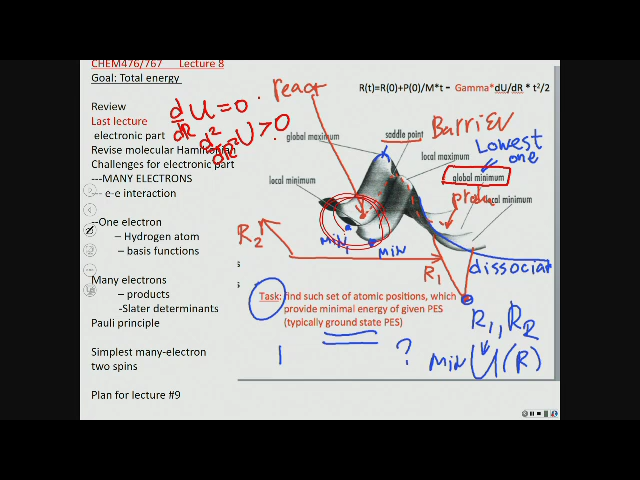 CHEM476/767 Lecture 8
Goal: Total energy
Review
Last lecture
electronic part
Revise molecular Hamiltonian
Challenges for electronic part
---MANY ELECTRONS
--- e-e interaction
--One electron
– Hydrogen atom
– basis functions
Many electrons
– products
-Slater determinants
Pauli principle
Simplest many-electron
two spins
Plan for lecture #9
d/dR U = 0
d²/dR² U > 0
R(t)=R(0)+P(0)/M*t - Gamma*dU/dR * t²/2
react
Barrier
global maximum
saddle point
Lowest
one
local maximum
global minimum
local minimum
prod
local minimum
R2
min
min
R1
dissociat
Task: find such set of atomic positions, which
provide minimal energy of given PES
(typically ground state PES)
R1, R2
?
min U(R)